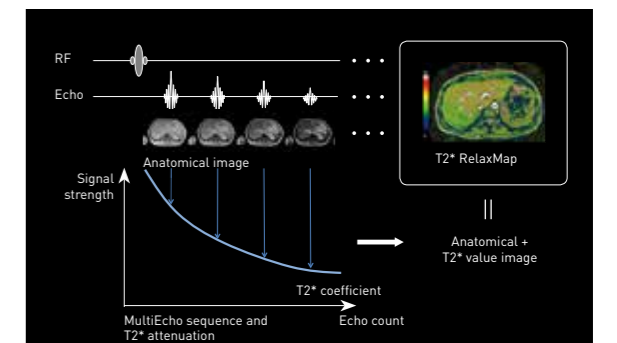 RF
Echo
Anatomical image
Signal
strength
T2* coefficient
MultiEcho sequence and
T2* attenuation
Echo count
T2* RelaxMap
Anatomical +
T2* value image